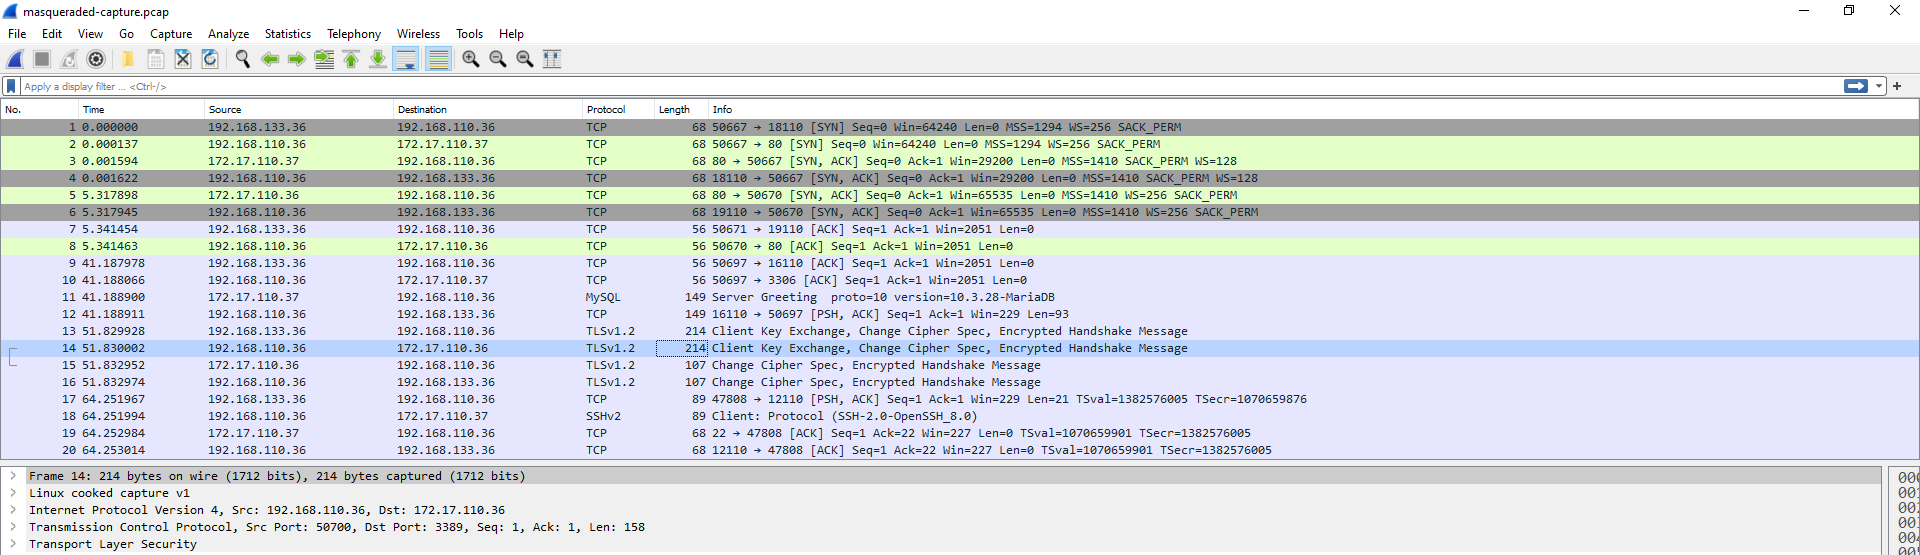 masqueraded-capture.pcap
File Edit View Go Capture Analyze Statistics Telephony Wireless Tools Help
Apply a display filter ... <Ctrl-/>
No. Time Source Destination Protocol Length Info
1 0.000000 192.168.133.36 192.168.110.36 TCP 68 50667 → 18110 [SYN] Seq=0 Win=64240 Len=0 MSS=1294 WS=256 SACK_PERM
2 0.000137 192.168.110.36 172.17.110.37 TCP 68 50667 → 80 [SYN] Seq=0 Win=64240 Len=0 MSS=1294 WS=256 SACK_PERM
3 0.001594 172.17.110.37 192.168.110.36 TCP 68 80 → 50667 [SYN, ACK] Seq=0 Ack=1 Win=29200 Len=0 MSS=1410 SACK_PERM WS=128
4 0.001622 192.168.110.36 192.168.133.36 TCP 68 18110 → 50667 [SYN, ACK] Seq=0 Ack=1 Win=29200 Len=0 MSS=1410 SACK_PERM WS=128
5 5.317898 172.17.110.36 192.168.110.36 TCP 68 80 → 50670 [SYN, ACK] Seq=0 Ack=1 Win=65535 Len=0 MSS=1410 WS=256 SACK_PERM
6 5.317945 192.168.110.36 192.168.133.36 TCP 68 19110 → 50670 [SYN, ACK] Seq=0 Ack=1 Win=65535 Len=0 MSS=1410 WS=256 SACK_PERM
7 5.341454 192.168.133.36 192.168.110.36 TCP 56 50671 → 19110 [ACK] Seq=1 Ack=1 Win=2051 Len=0
8 5.341463 192.168.110.36 172.17.110.36 TCP 56 50670 → 80 [ACK] Seq=1 Ack=1 Win=2051 Len=0
9 41.187978 192.168.133.36 192.168.110.36 TCP 56 50697 → 16110 [ACK] Seq=1 Ack=1 Win=2051 Len=0
10 41.188066 192.168.110.36 172.17.110.37 TCP 56 50697 → 3306 [ACK] Seq=1 Ack=1 Win=2051 Len=0
11 41.188900 172.17.110.37 192.168.110.36 MySQL 149 Server Greeting proto=10 version=10.3.28-MariaDB
12 41.188911 192.168.110.36 192.168.133.36 TCP 149 16110 → 50697 [PSH, ACK] Seq=1 Ack=1 Win=229 Len=93
13 51.829928 192.168.133.36 192.168.110.36 TLSv1.2 214 Client Key Exchange, Change Cipher Spec, Encrypted Handshake Message
14 51.830002 192.168.110.36 172.17.110.36 TLSv1.2 214 Client Key Exchange, Change Cipher Spec, Encrypted Handshake Message
15 51.832952 172.17.110.36 192.168.110.36 TLSv1.2 107 Change Cipher Spec, Encrypted Handshake Message
16 51.832974 192.168.110.36 192.168.133.36 TLSv1.2 107 Change Cipher Spec, Encrypted Handshake Message
17 64.251967 192.168.133.36 192.168.110.36 TCP 89 47808 → 12110 [PSH, ACK] Seq=1 Ack=1 Win=229 Len=21 TSval=1382576005 TSecr=1070659876
18 64.251994 192.168.110.36 172.17.110.37 SSHv2 89 Client: Protocol (SSH-2.0-OpenSSH_8.0)
19 64.252984 172.17.110.37 192.168.110.36 TCP 68 22 → 47808 [ACK] Seq=1 Ack=22 Win=227 Len=0 TSval=1070659901 TSecr=1382576005
20 64.253014 192.168.110.36 192.168.133.36 TCP 68 12110 → 47808 [ACK] Seq=1 Ack=22 Win=227 Len=0 TSval=1070659901 TSecr=1382576005
Frame 14: 214 bytes on wire (1712 bits), 214 bytes captured (1712 bits)
Linux cooked capture v1
Internet Protocol Version 4, Src: 192.168.110.36, Dst: 172.17.110.36
Transmission Control Protocol, Src Port: 50700, Dst Port: 3389, Seq: 1, Ack: 1, Len: 158
Transport Layer Security